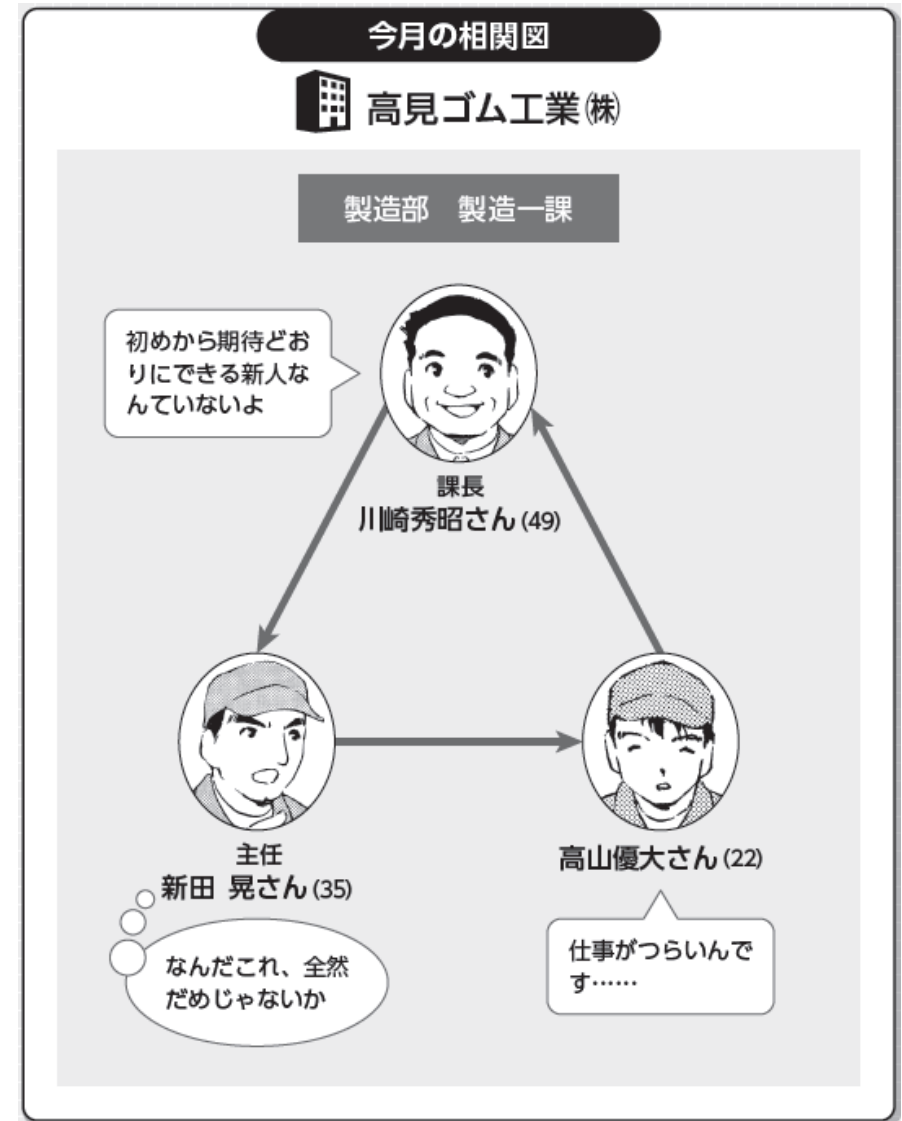 今月の相関図
高見ゴム工業㈱
製造部　製造一課
初めから期待どお
りにできる新人な
んていないよ
課長
川崎秀昭さん(49)
主任
新田 晃さん(35)
なんだこれ、全然
だめじゃないか
高山優大さん(22)
仕事がつらいんで
す……